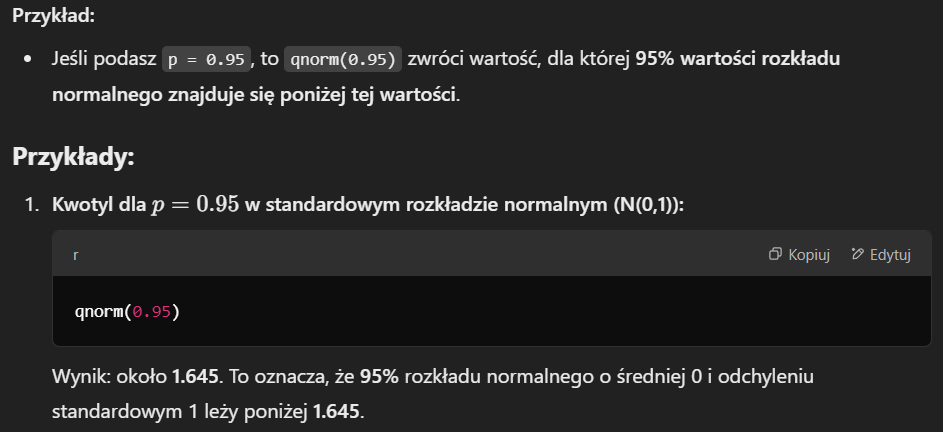 Przykład:
• Jeśli podasz p = 0.95, to qnorm(0.95) zwróci wartość, dla której 95% wartości rozkładu
normalnego znajduje się poniżej tej wartości.
Przykłady:
1. Kwotyl dla p = 0.95 w standardowym rozkładzie normalnym (N(0,1)):
r Kopiuj Edytuj
qnorm(0.95)
Wynik: około 1.645. To oznacza, że 95% rozkładu normalnego o średniej 0 i odchyleniu
standardowym 1 leży poniżej 1.645.